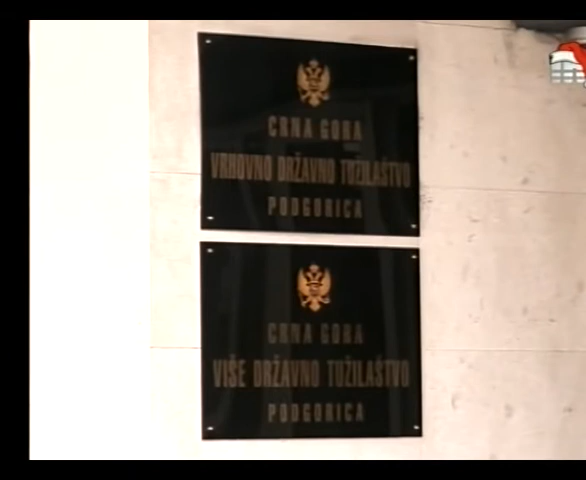 CRNA GORA
VRHOVNO DRŽAVNO TUŽILAŠTVO
PODGORICA
CRNA GORA
VIŠE DRŽAVNO TUŽILAŠTVO
PODGORICA